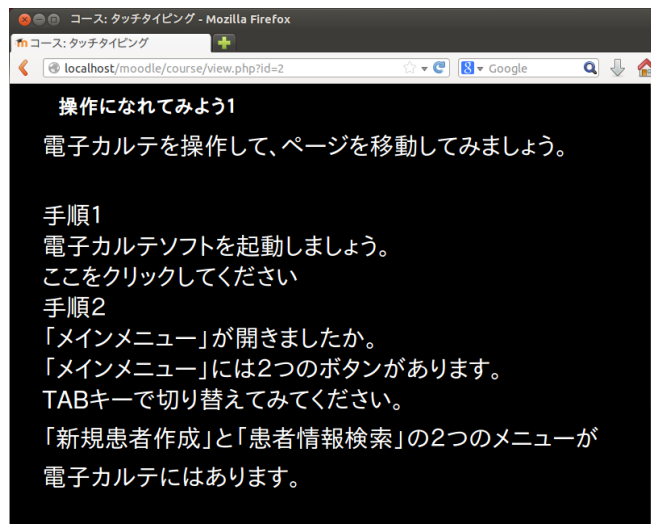 コース: タッチタイピング - Mozilla Firefox
コース: タッチタイピング
localhost/moodle/course/view.php?id=2
Google
操作になれてみよう1
電子カルテを操作して、ページを移動してみましょう。
手順1
電子カルテソフトを起動しましょう。
ここをクリックしてください
手順2
「メインメニュー」が開きましたか。
「メインメニュー」には2つのボタンがあります。
TABキーで切り替えてみてください。
「新規患者作成」と「患者情報検索」の2つのメニューが
電子カルテにはあります。